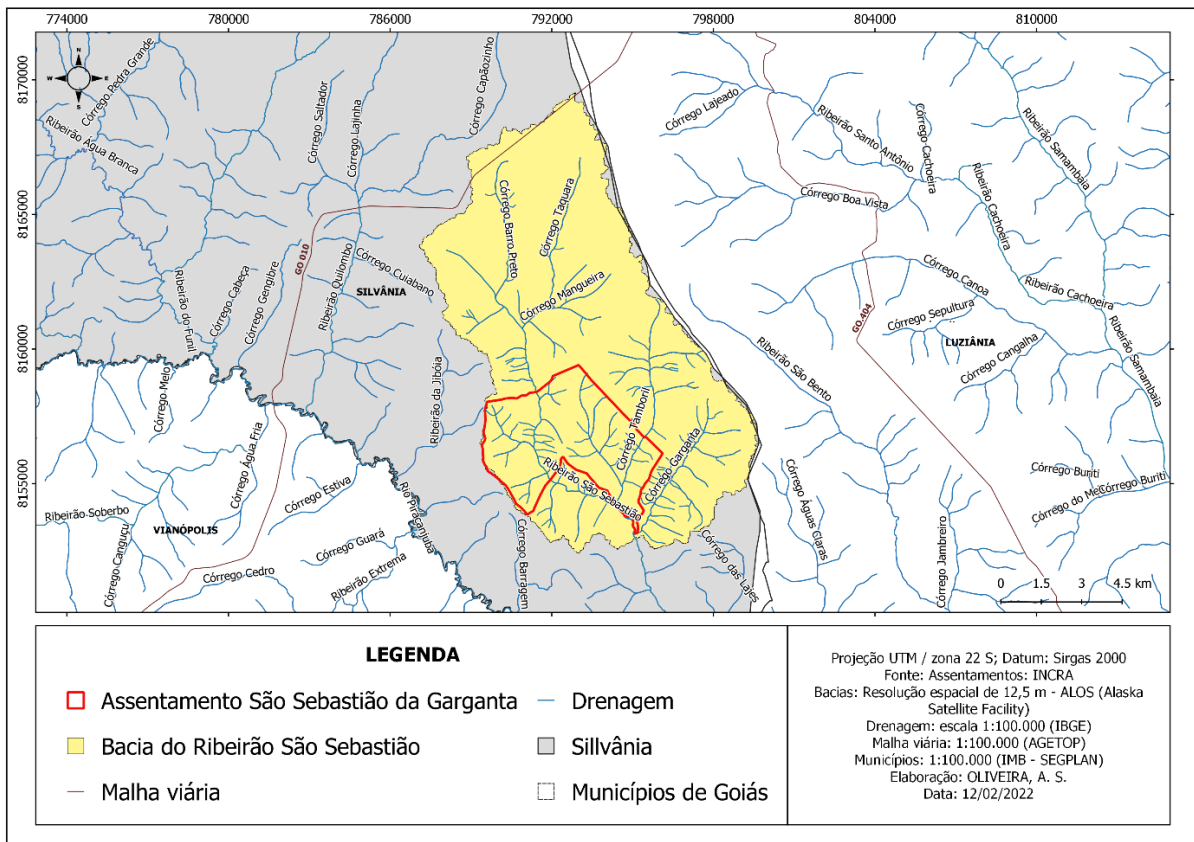 774000
780000
786000
792000
798000
804000
810000
8170000
8165000
8160000
8155000
N
W
E
S
Córrego Pedra Grande
Ribeirão Água Branca
Córrego Saltador
Córrego Lajinha
Córrego Capãozinho
Córrego Lajeado
Ribeirão Santo Antônio
Córrego Cachoeira
Ribeirão Samambaia
Córrego Barro Preto
Córrego Taquara
Córrego Boa Vista
Ribeirão Cachoeira
GO 010
Ribeirão Quilombo
Córrego Cuiabano
SILVÂNIA
Córrego Mangueira
Ribeirão do Funil
Córrego Cabeça
Córrego Gengibre
Córrego Canoa
Ribeirão Cachoeira
GO 404
Córrego Sepultura
LUZIÂNIA
Córrego Cangalha
Ribeirão Samambaia
Ribeirão São Bento
Córrego Melo
Ribeirão da Jibóia
Córrego Tamboril
Córrego Garganta
Ribeirão São Sebastião
Córrego Água Fria
Córrego Estiva
Rio Piracanjuba
Ribeirão Soberbo
VIANÓPOLIS
Córrego Canguçu
Córrego Guará
Córrego Cedro
Ribeirão Extrema
Córrego Barragem
Córrego das Lajes
Córrego Águas Claras
Córrego Jambreiro
Córrego Buriti
Córrego do Me
Córrego Buriti
0 1.5 3 4.5 km
LEGENDA
Assentamento São Sebastião da Garganta
Drenagem
Bacia do Ribeirão São Sebastião
Sillvânia
Malha viária
Municípios de Goiás
Projeção UTM / zona 22 S; Datum: Sirgas 2000
Fonte: Assentamentos: INCRA
Bacias: Resolução espacial de 12,5 m - ALOS (Alaska
Satellite Facility)
Drenagem: escala 1:100.000 (IBGE)
Malha viária: 1:100.000 (AGETOP)
Municípios: 1:100.000 (IMB - SEGPLAN)
Elaboração: OLIVEIRA, A. S.
Data: 12/02/2022